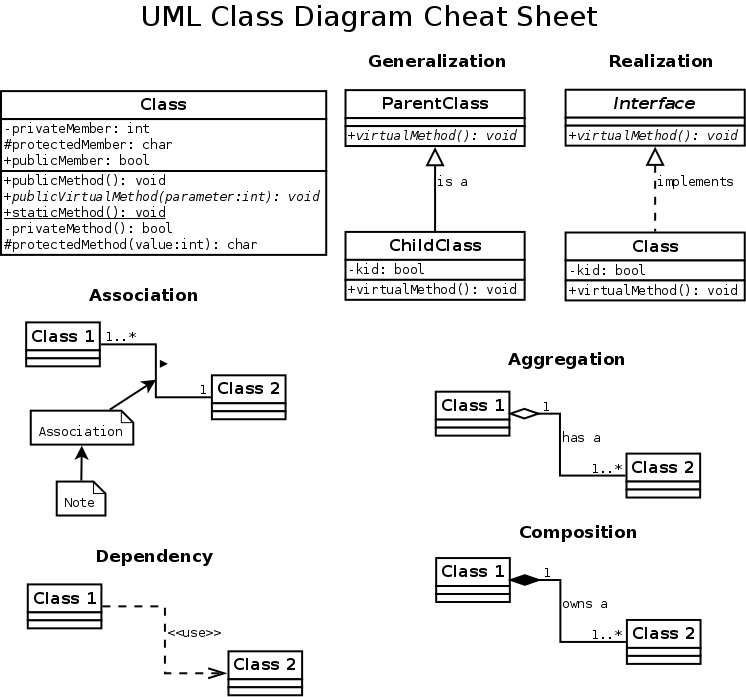 UML Class Diagram Cheat Sheet
Class
-privateMember: int
#protectedMember: char
+publicMember: bool
+publicMethod(): void
+publicVirtualMethod(parameter:int): void
+staticMethod(): void
-privateMethod(): bool
#protectedMethod(value:int): char
Generalization
ParentClass
+virtualMethod(): void
is a
ChildClass
-kid: bool
+virtualMethod(): void
Realization
Interface
+virtualMethod(): void
implements
Class
-kid: bool
+virtualMethod(): void
Association
Class 1
1..*
1
Class 2
Association
Note
Aggregation
Class 1
1
has a
1..*
Class 2
Dependency
Class 1
<<use>>
Class 2
Composition
Class 1
1
owns a
1..*
Class 2